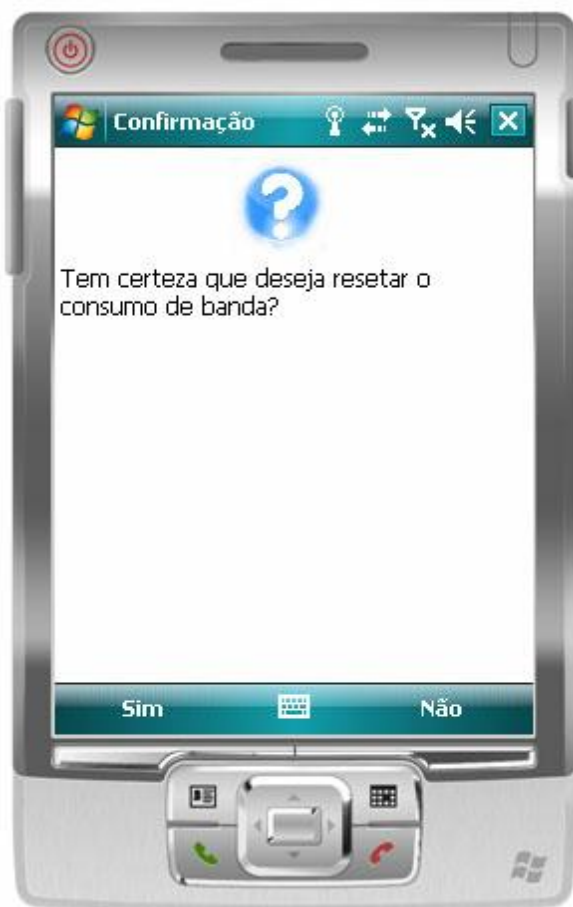 Confirmação
Tem certeza que deseja resetar o
consumo de banda?
Sim
Não